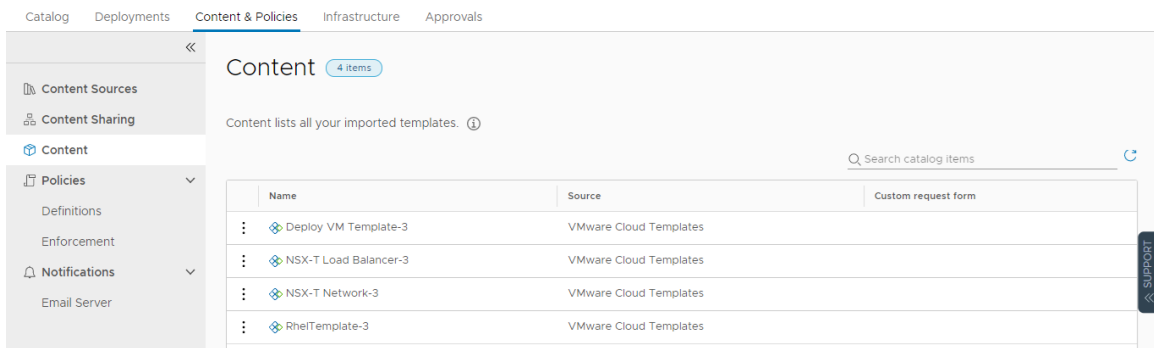 Catalog Deployments Content & Policies Infrastructure Approvals
Content Sources
Content Sharing
Content
Policies
Definitions
Enforcement
Notifications
Email Server
Content 4 items
Content lists all your imported templates.
Search catalog items
Name Source Custom request form
Deploy VM Template-3 VMware Cloud Templates
NSX-T Load Balancer-3 VMware Cloud Templates
NSX-T Network-3 VMware Cloud Templates
RhelTemplate-3 VMware Cloud Templates
SUPPORT